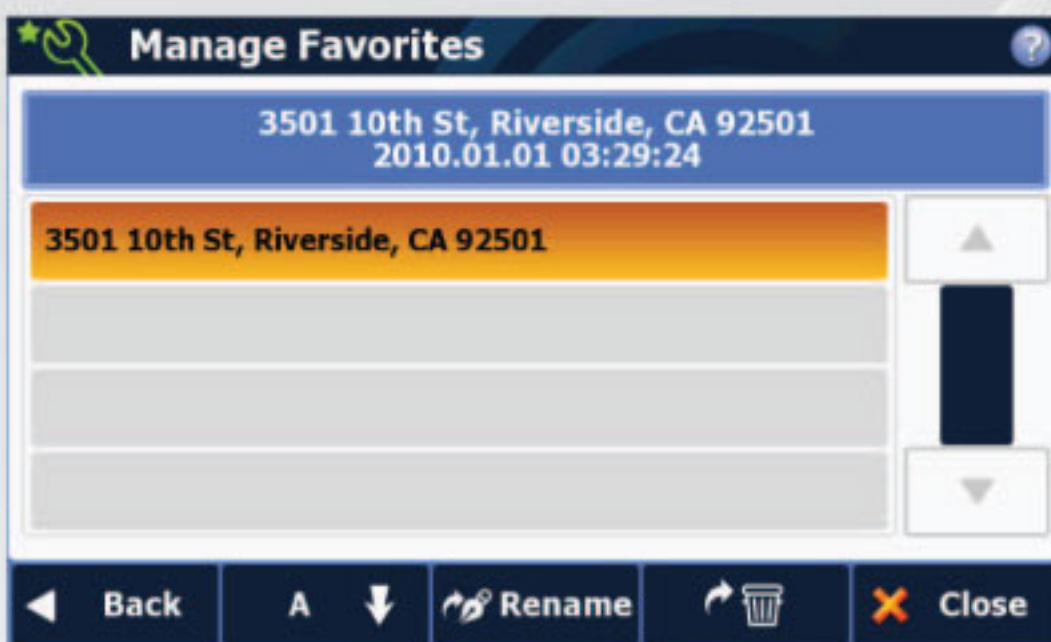 Manage Favorites
?
3501 10th St, Riverside, CA 92501
2010.01.01 03:29:24
3501 10th St, Riverside, CA 92501
Back
A
Rename
Close